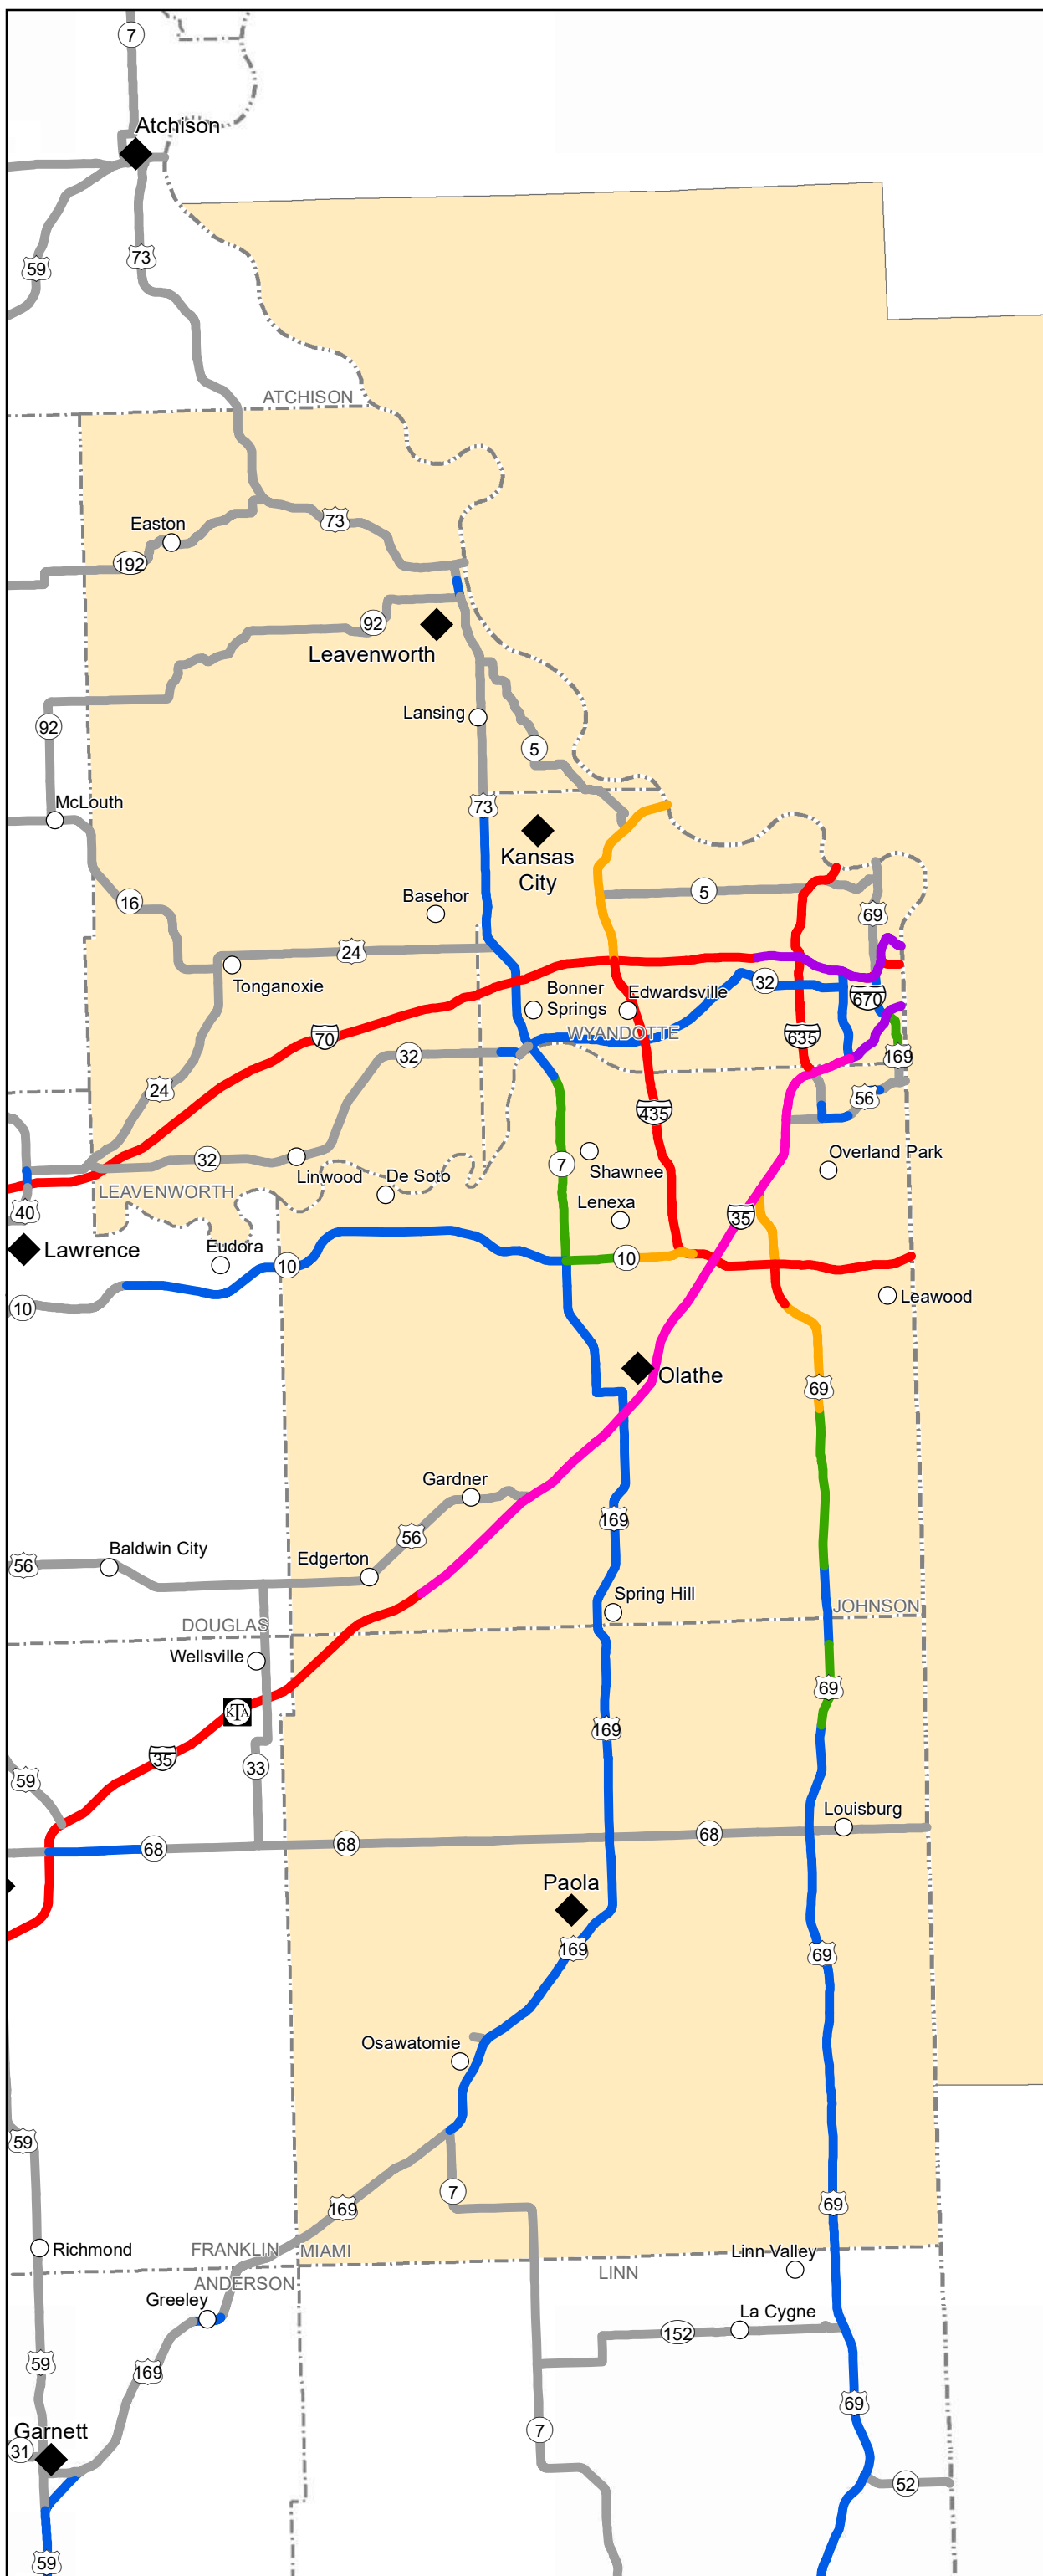 7
Atchison
73
59
ATCHISON
Easton
73
192
92
Leavenworth
Lansing
92
5
McLouth
73
Kansas
City
Basehor
16
5
69
24
Tonganoxie
Bonner
Springs
Edwardsville
32
670
WYANDOTTE
70
635
32
169
24
56
435
Overland Park
32
Linwood
7
Shawnee
De Soto
LEAVENWORTH
40
Lenexa
35
Lawrence
Eudora
10
10
10
Leawood
Olathe
69
Gardner
169
56
56
Baldwin City
Edgerton
Spring Hill
JOHNSON
DOUGLAS
Wellsville
69
KTA
169
35
33
59
Louisburg
68
68
68
Paola
169
69
Osawatomie
59
7
169
69
Richmond
FRANKLIN
MIAMI
Linn Valley
LINN
ANDERSON
Greeley
La Cygne
152
59
169
69
Garnett
31
7
52
59